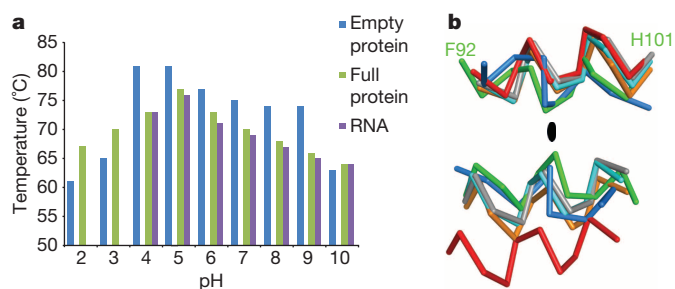 a
Temperature (°C)
85
80
75
70
65
60
55
50
2 3 4 5 6 7 8 9 10
pH
Empty
protein
Full
protein
RNA
b
F92
H101